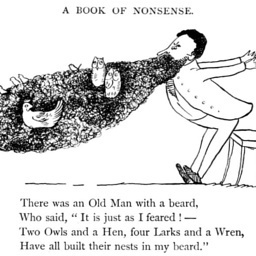 A BOOK OF NONSENSE.
There was an Old Man with a beard,
Who said, "It is just as I feared!—
Two Owls and a Hen, four Larks and a Wren,
Have all built their nests in my beard."